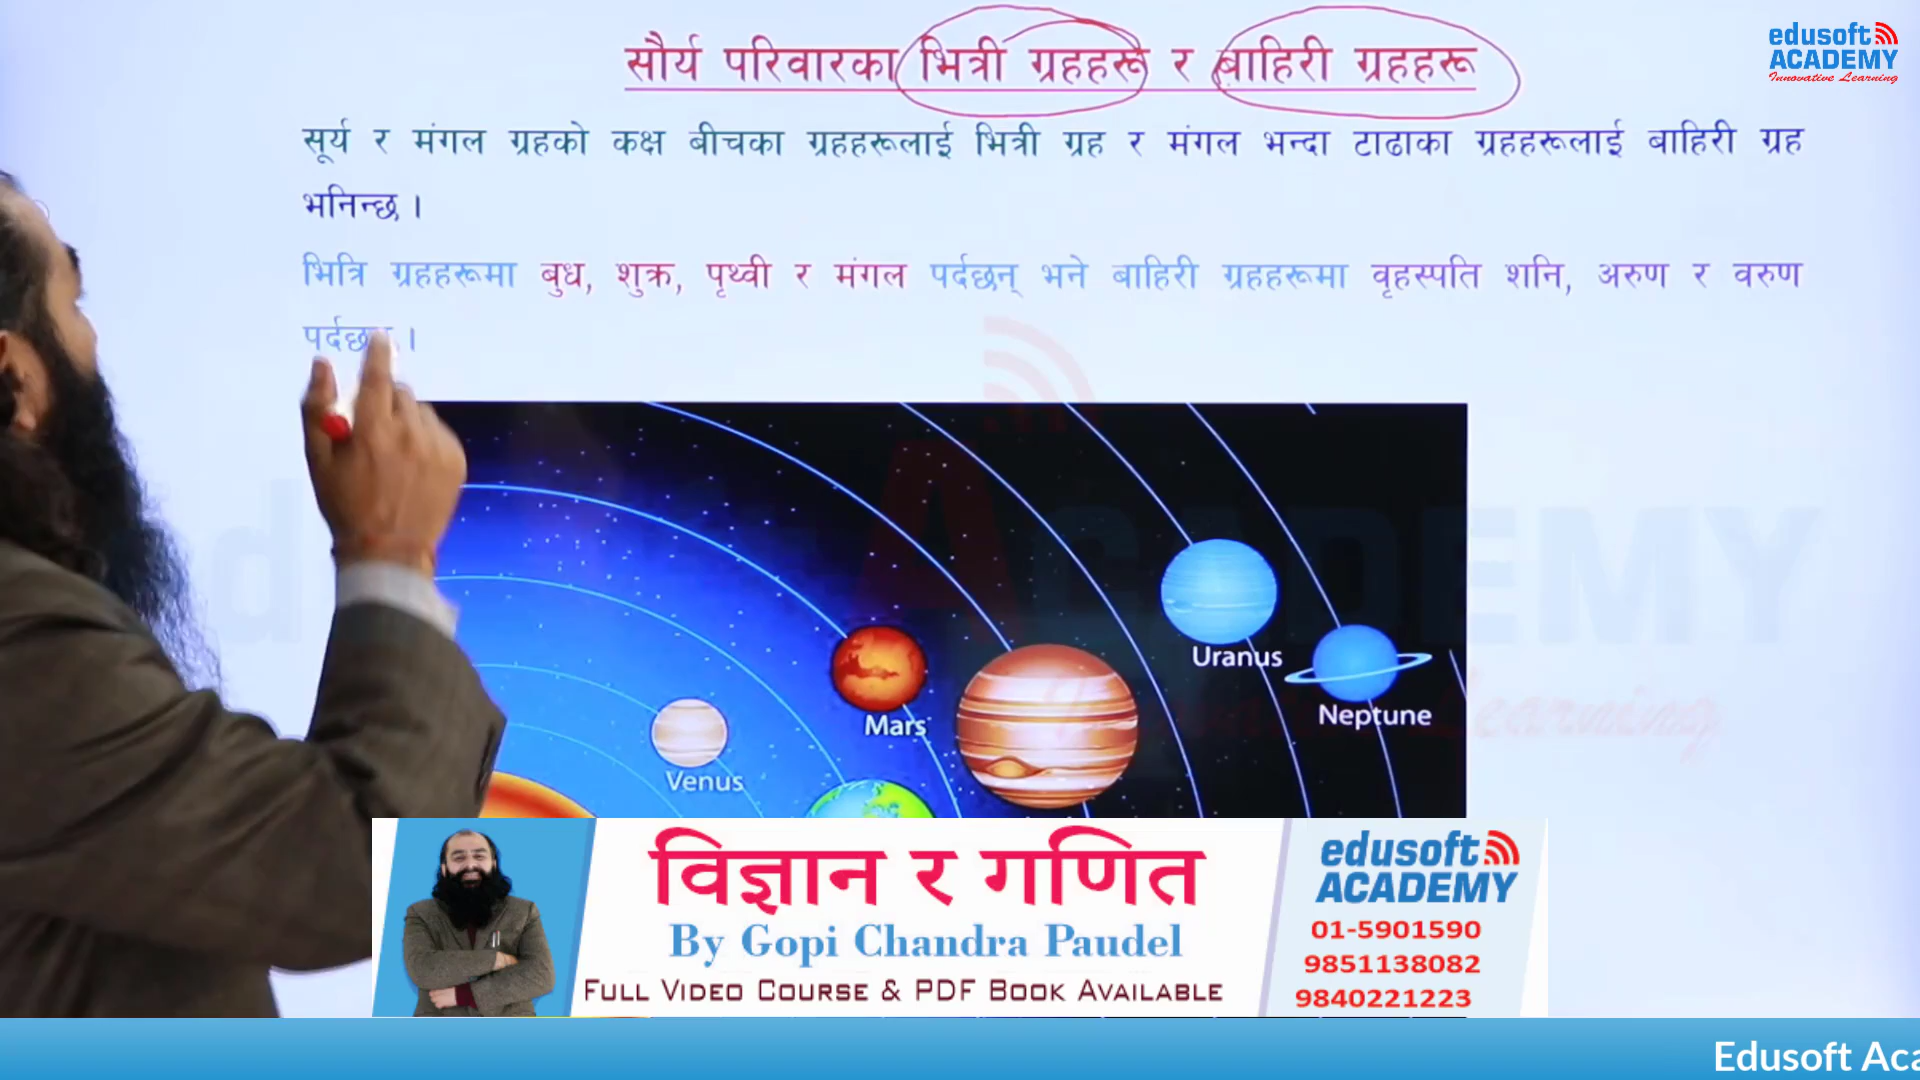 सौर्य परिवारका भित्री ग्रहहरू र बाहिरी ग्रहहरू
edusoft
ACADEMY
Innovative Learning
सूर्य र मंगल ग्रहको कक्ष बीचका ग्रहहरूलाई भित्री ग्रह र मंगल भन्दा टाढाका ग्रहहरूलाई बाहिरी ग्रह
भनिन्छ ।
भित्रि ग्रहहरूमा बुध, शुक्र, पृथ्वी र मंगल पर्दछन् भने बाहिरी ग्रहहरूमा वृहस्पति शनि, अरुण र वरुण
Uranus
Neptune
Mars
Venus
विज्ञान र गणित
By Gopi Chandra Paudel
FULL VIDEO COURSE & PDF BOOK AVAILABLE
edusoft
ACADEMY
01-5901590
9851138082
9840221223
Edusoft